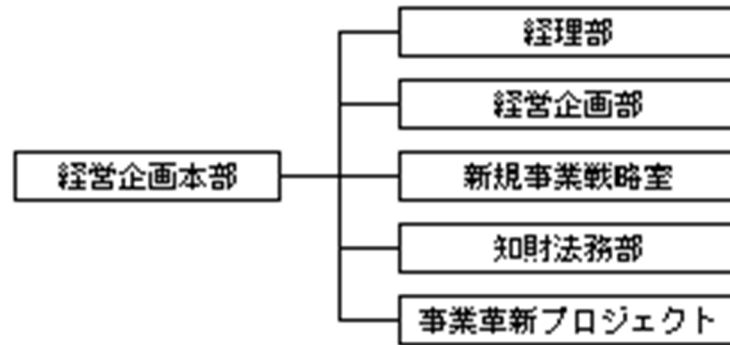 経理部
経営企画部
経営企画本部
新規事業戦略室
知財法務部
事業革新プロジェクト